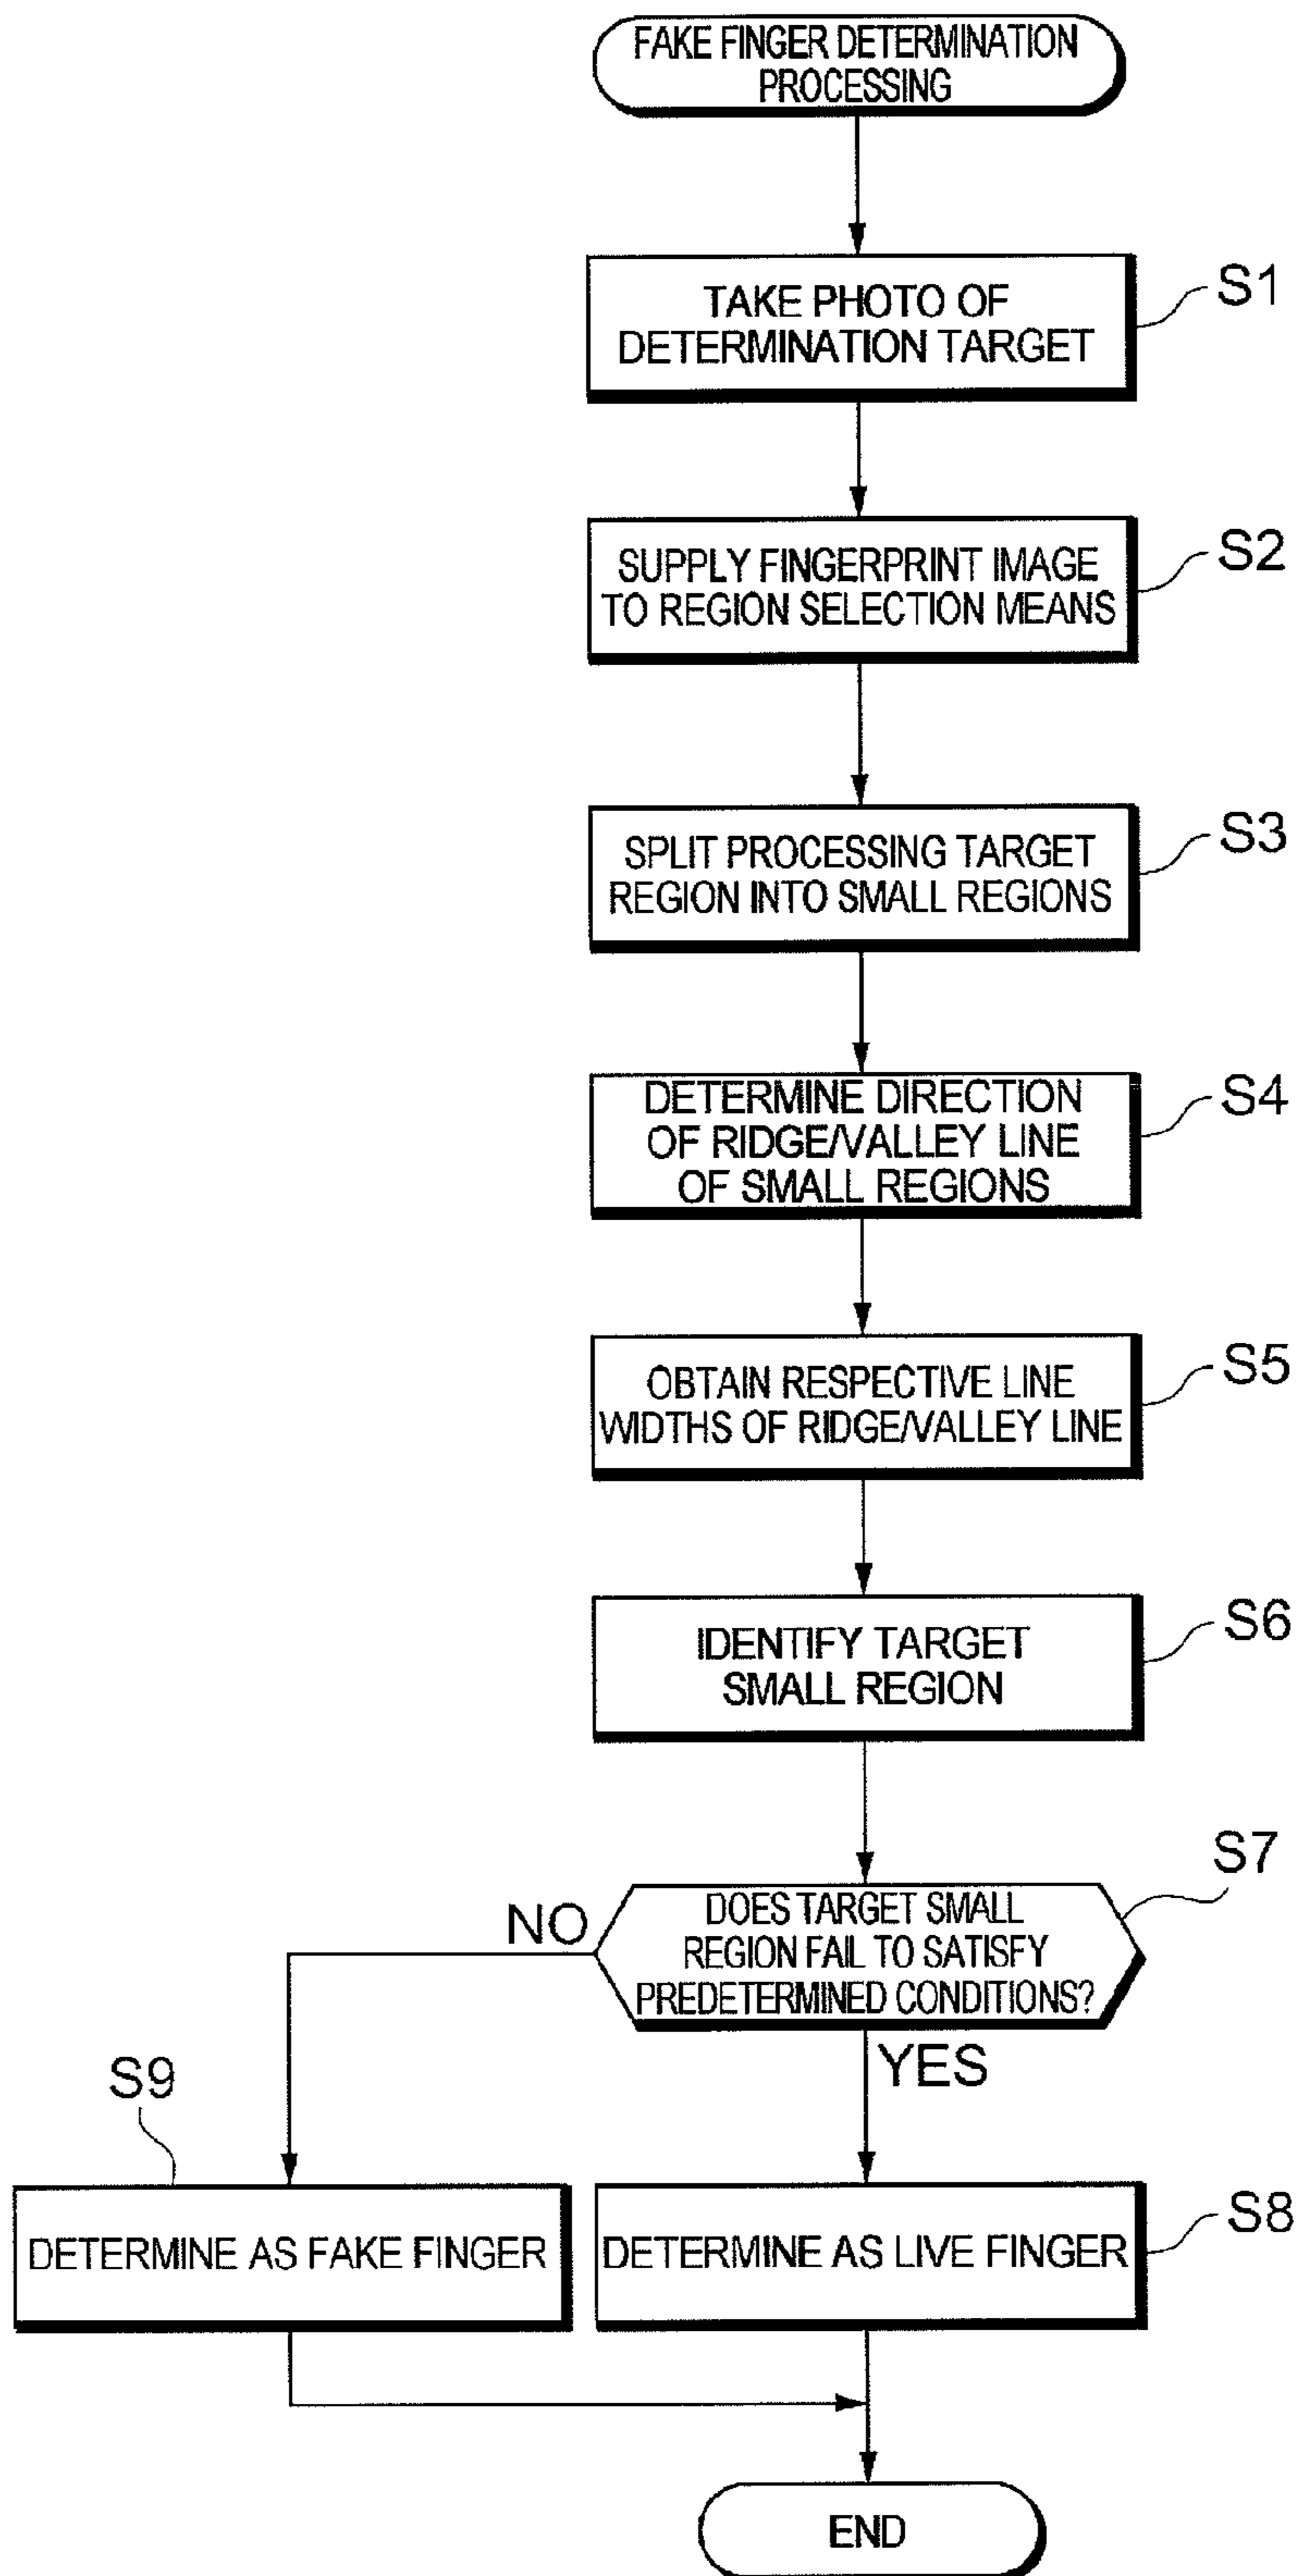 FAKE FINGER DETERMINATION
PROCESSING
TAKE PHOTO OF
DETERMINATION TARGET
S1
SUPPLY FINGERPRINT IMAGE
TO REGION SELECTION MEANS
S2
SPLIT PROCESSING TARGET
REGION INTO SMALL REGIONS
S3
DETERMINE DIRECTION
OF RIDGE/VALLEY LINE
OF SMALL REGIONS
S4
OBTAIN RESPECTIVE LINE
WIDTHS OF RIDGE/VALLEY LINE
S5
IDENTIFY TARGET
SMALL REGION
S6
DOES TARGET SMALL
REGION FAIL TO SATISFY
PREDETERMINED CONDITIONS?
S7
NO
YES
S9
DETERMINE AS FAKE FINGER
DETERMINE AS LIVE FINGER
S8
END